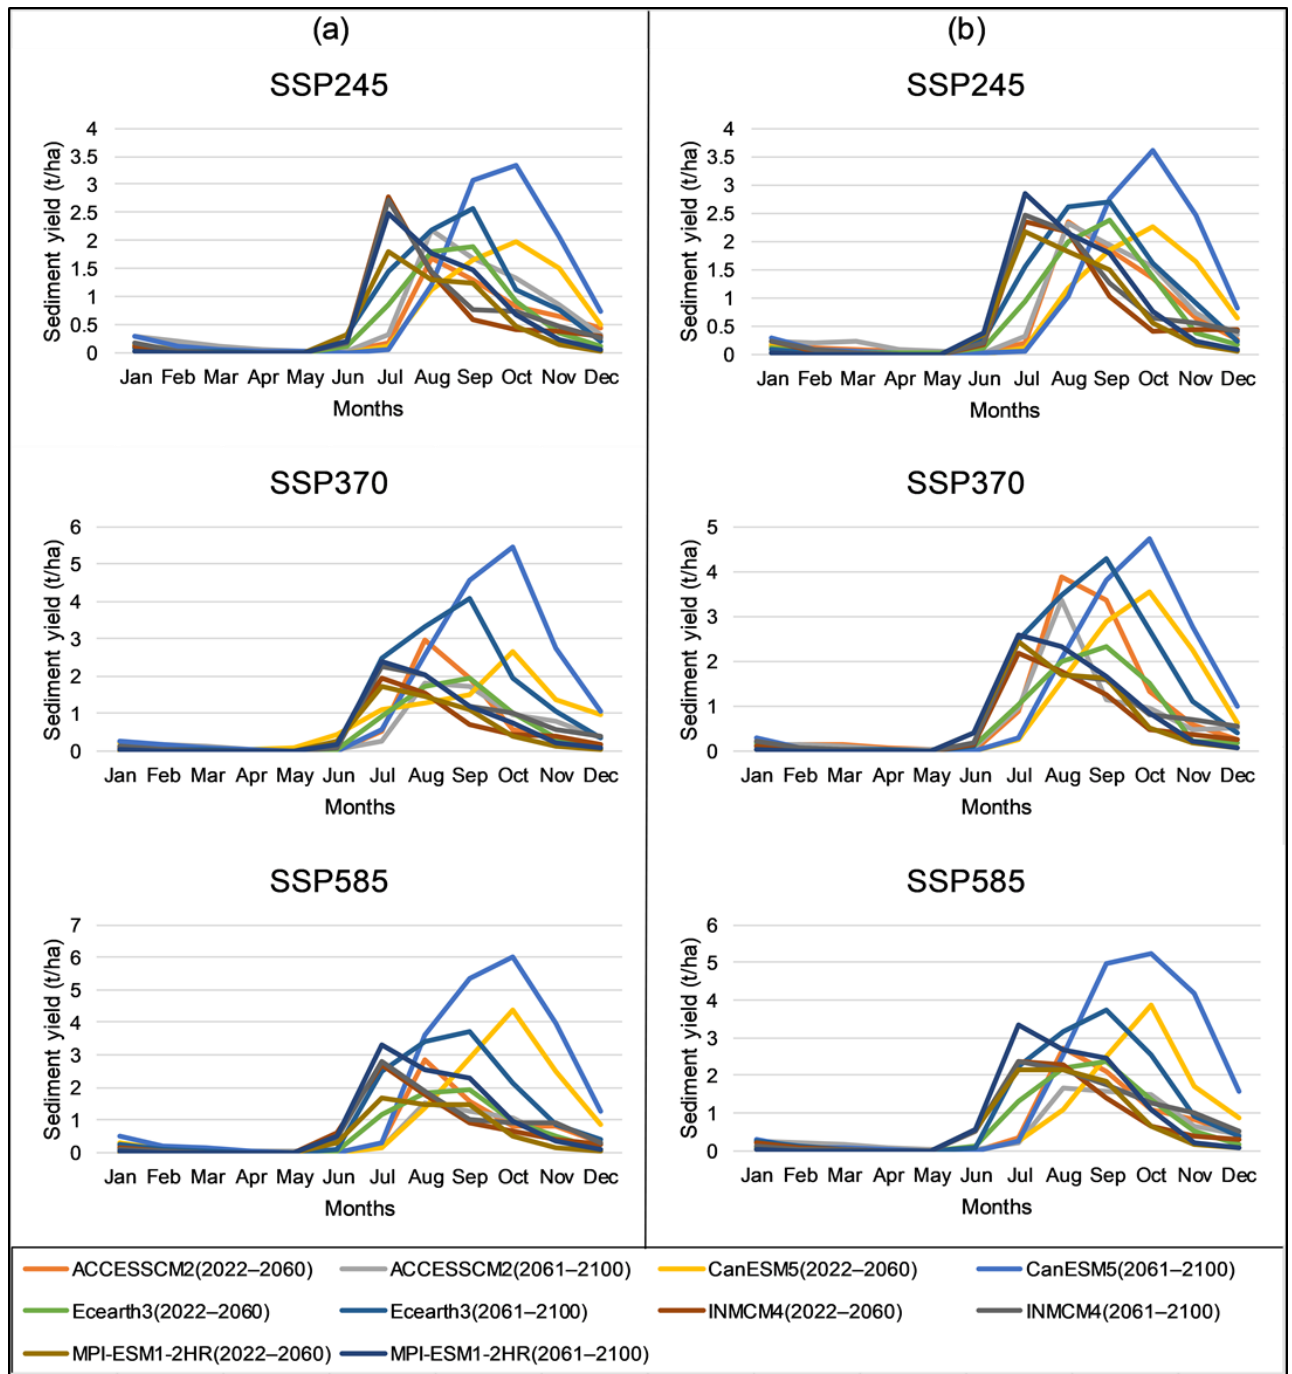 (a)
SSP245
Sediment yield (t/ha)
4
3.5
3
2.5
2
1.5
1
0.5
0
Jan Feb Mar Apr May Jun Jul Aug Sep Oct Nov Dec
Months
SSP370
Sediment yield (t/ha)
6
5
4
3
2
1
0
Jan Feb Mar Apr May Jun Jul Aug Sep Oct Nov Dec
Months
SSP585
Sediment yield (t/ha)
7
6
5
4
3
2
1
0
Jan Feb Mar Apr May Jun Jul Aug Sep Oct Nov Dec
Months
(b)
SSP245
Sediment yield (t/ha)
4
3.5
3
2.5
2
1.5
1
0.5
0
Jan Feb Mar Apr May Jun Jul Aug Sep Oct Nov Dec
Months
SSP370
Sediment yield (t/ha)
5
4
3
2
1
0
Jan Feb Mar Apr May Jun Jul Aug Sep Oct Nov Dec
Months
SSP585
Sediment yield (t/ha)
6
5
4
3
2
1
0
Jan Feb Mar Apr May Jun Jul Aug Sep Oct Nov Dec
Months
ACCESSCM2(2022–2060) ACCESSCM2(2061–2100) CanESM5(2022–2060) CanESM5(2061–2100)
Ecearth3(2022–2060) Ecearth3(2061–2100) INMCM4(2022–2060) INMCM4(2061–2100)
MPI-ESM1-2HR(2022–2060) MPI-ESM1-2HR(2061–2100)